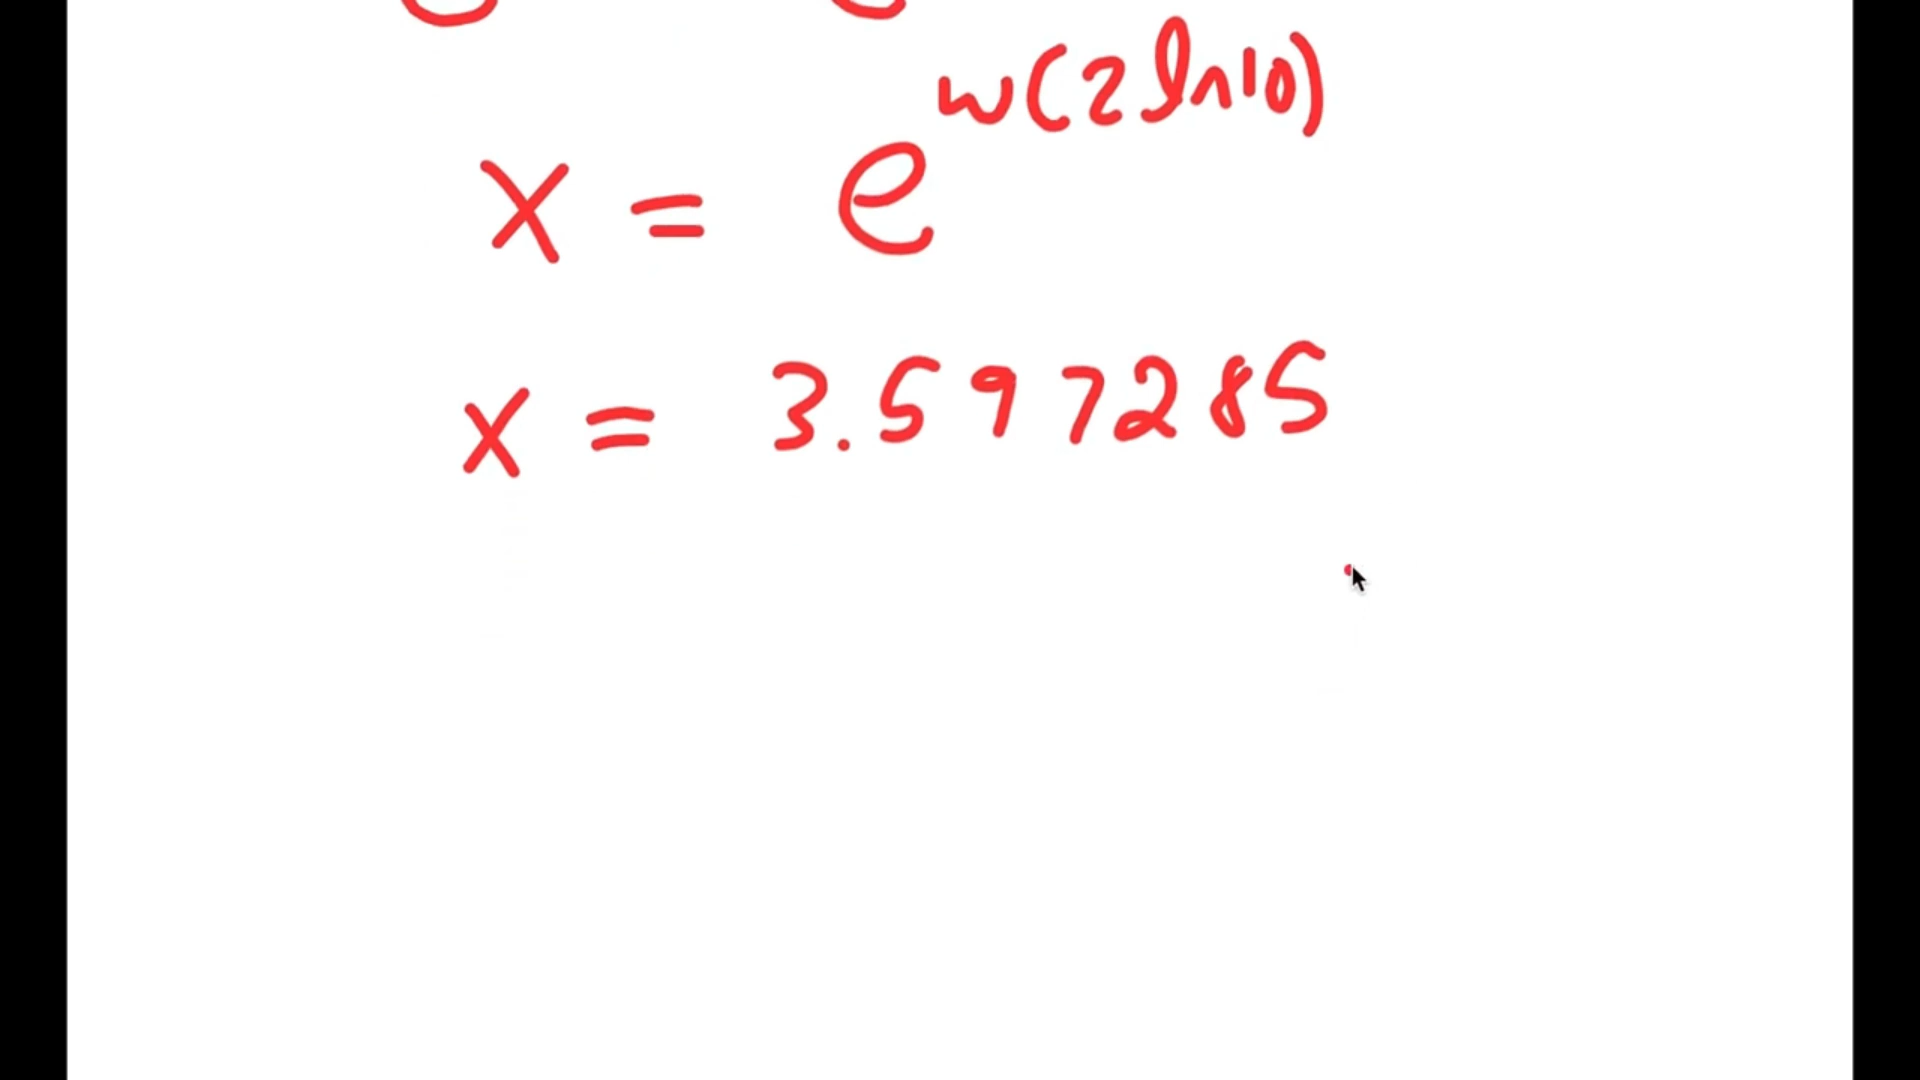 x = e^w(2ln10)
x = 3.597285